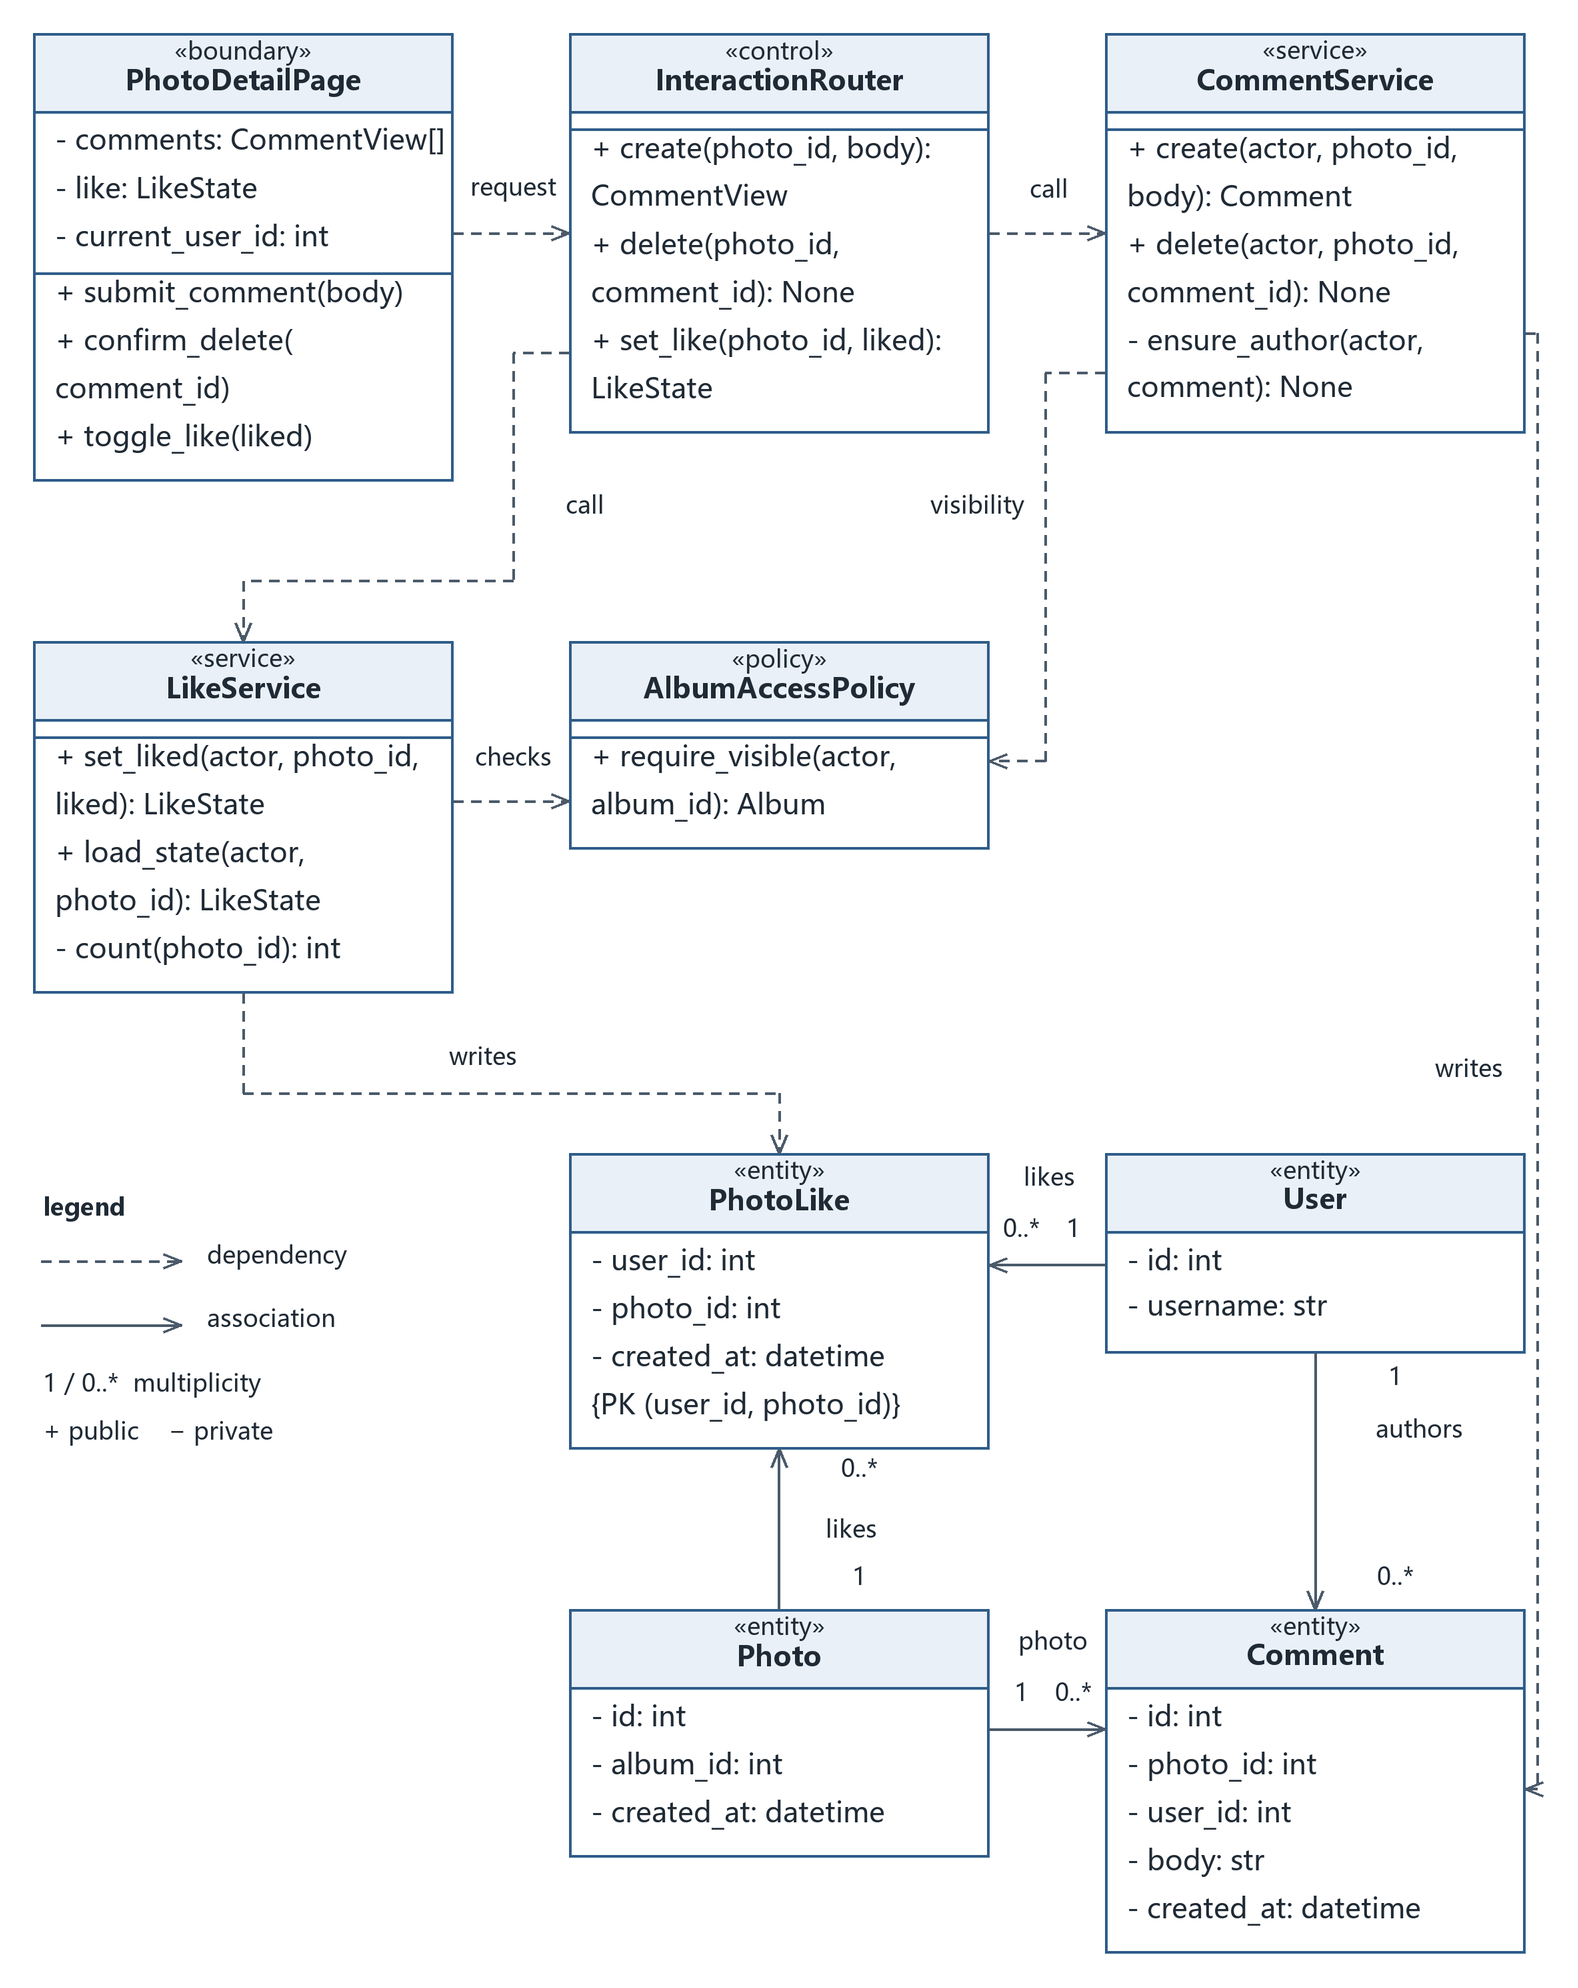 «boundary»
PhotoDetailPage
- comments: CommentView[]
- like: LikeState
- current_user_id: int
+ submit_comment(body)
+ confirm_delete(
comment_id)
+ toggle_like(liked)
request
«control»
InteractionRouter
+ create(photo_id, body):
CommentView
+ delete(photo_id,
comment_id): None
+ set_like(photo_id, liked):
LikeState
call
«service»
CommentService
+ create(actor, photo_id,
body): Comment
+ delete(actor, photo_id,
comment_id): None
- ensure_author(actor,
comment): None
call
visibility
«service»
LikeService
+ set_liked(actor, photo_id,
liked): LikeState
+ load_state(actor,
photo_id): LikeState
- count(photo_id): int
checks
«policy»
AlbumAccessPolicy
+ require_visible(actor,
album_id): Album
writes
writes
legend
dependency
association
1 / 0..* multiplicity
+ public − private
«entity»
PhotoLike
- user_id: int
- photo_id: int
- created_at: datetime
{PK (user_id, photo_id)}
likes
0..* 1
«entity»
User
- id: int
- username: str
1
authors
0..*
0..*
likes
1
«entity»
Photo
- id: int
- album_id: int
- created_at: datetime
photo
1 0..*
«entity»
Comment
- id: int
- photo_id: int
- user_id: int
- body: str
- created_at: datetime